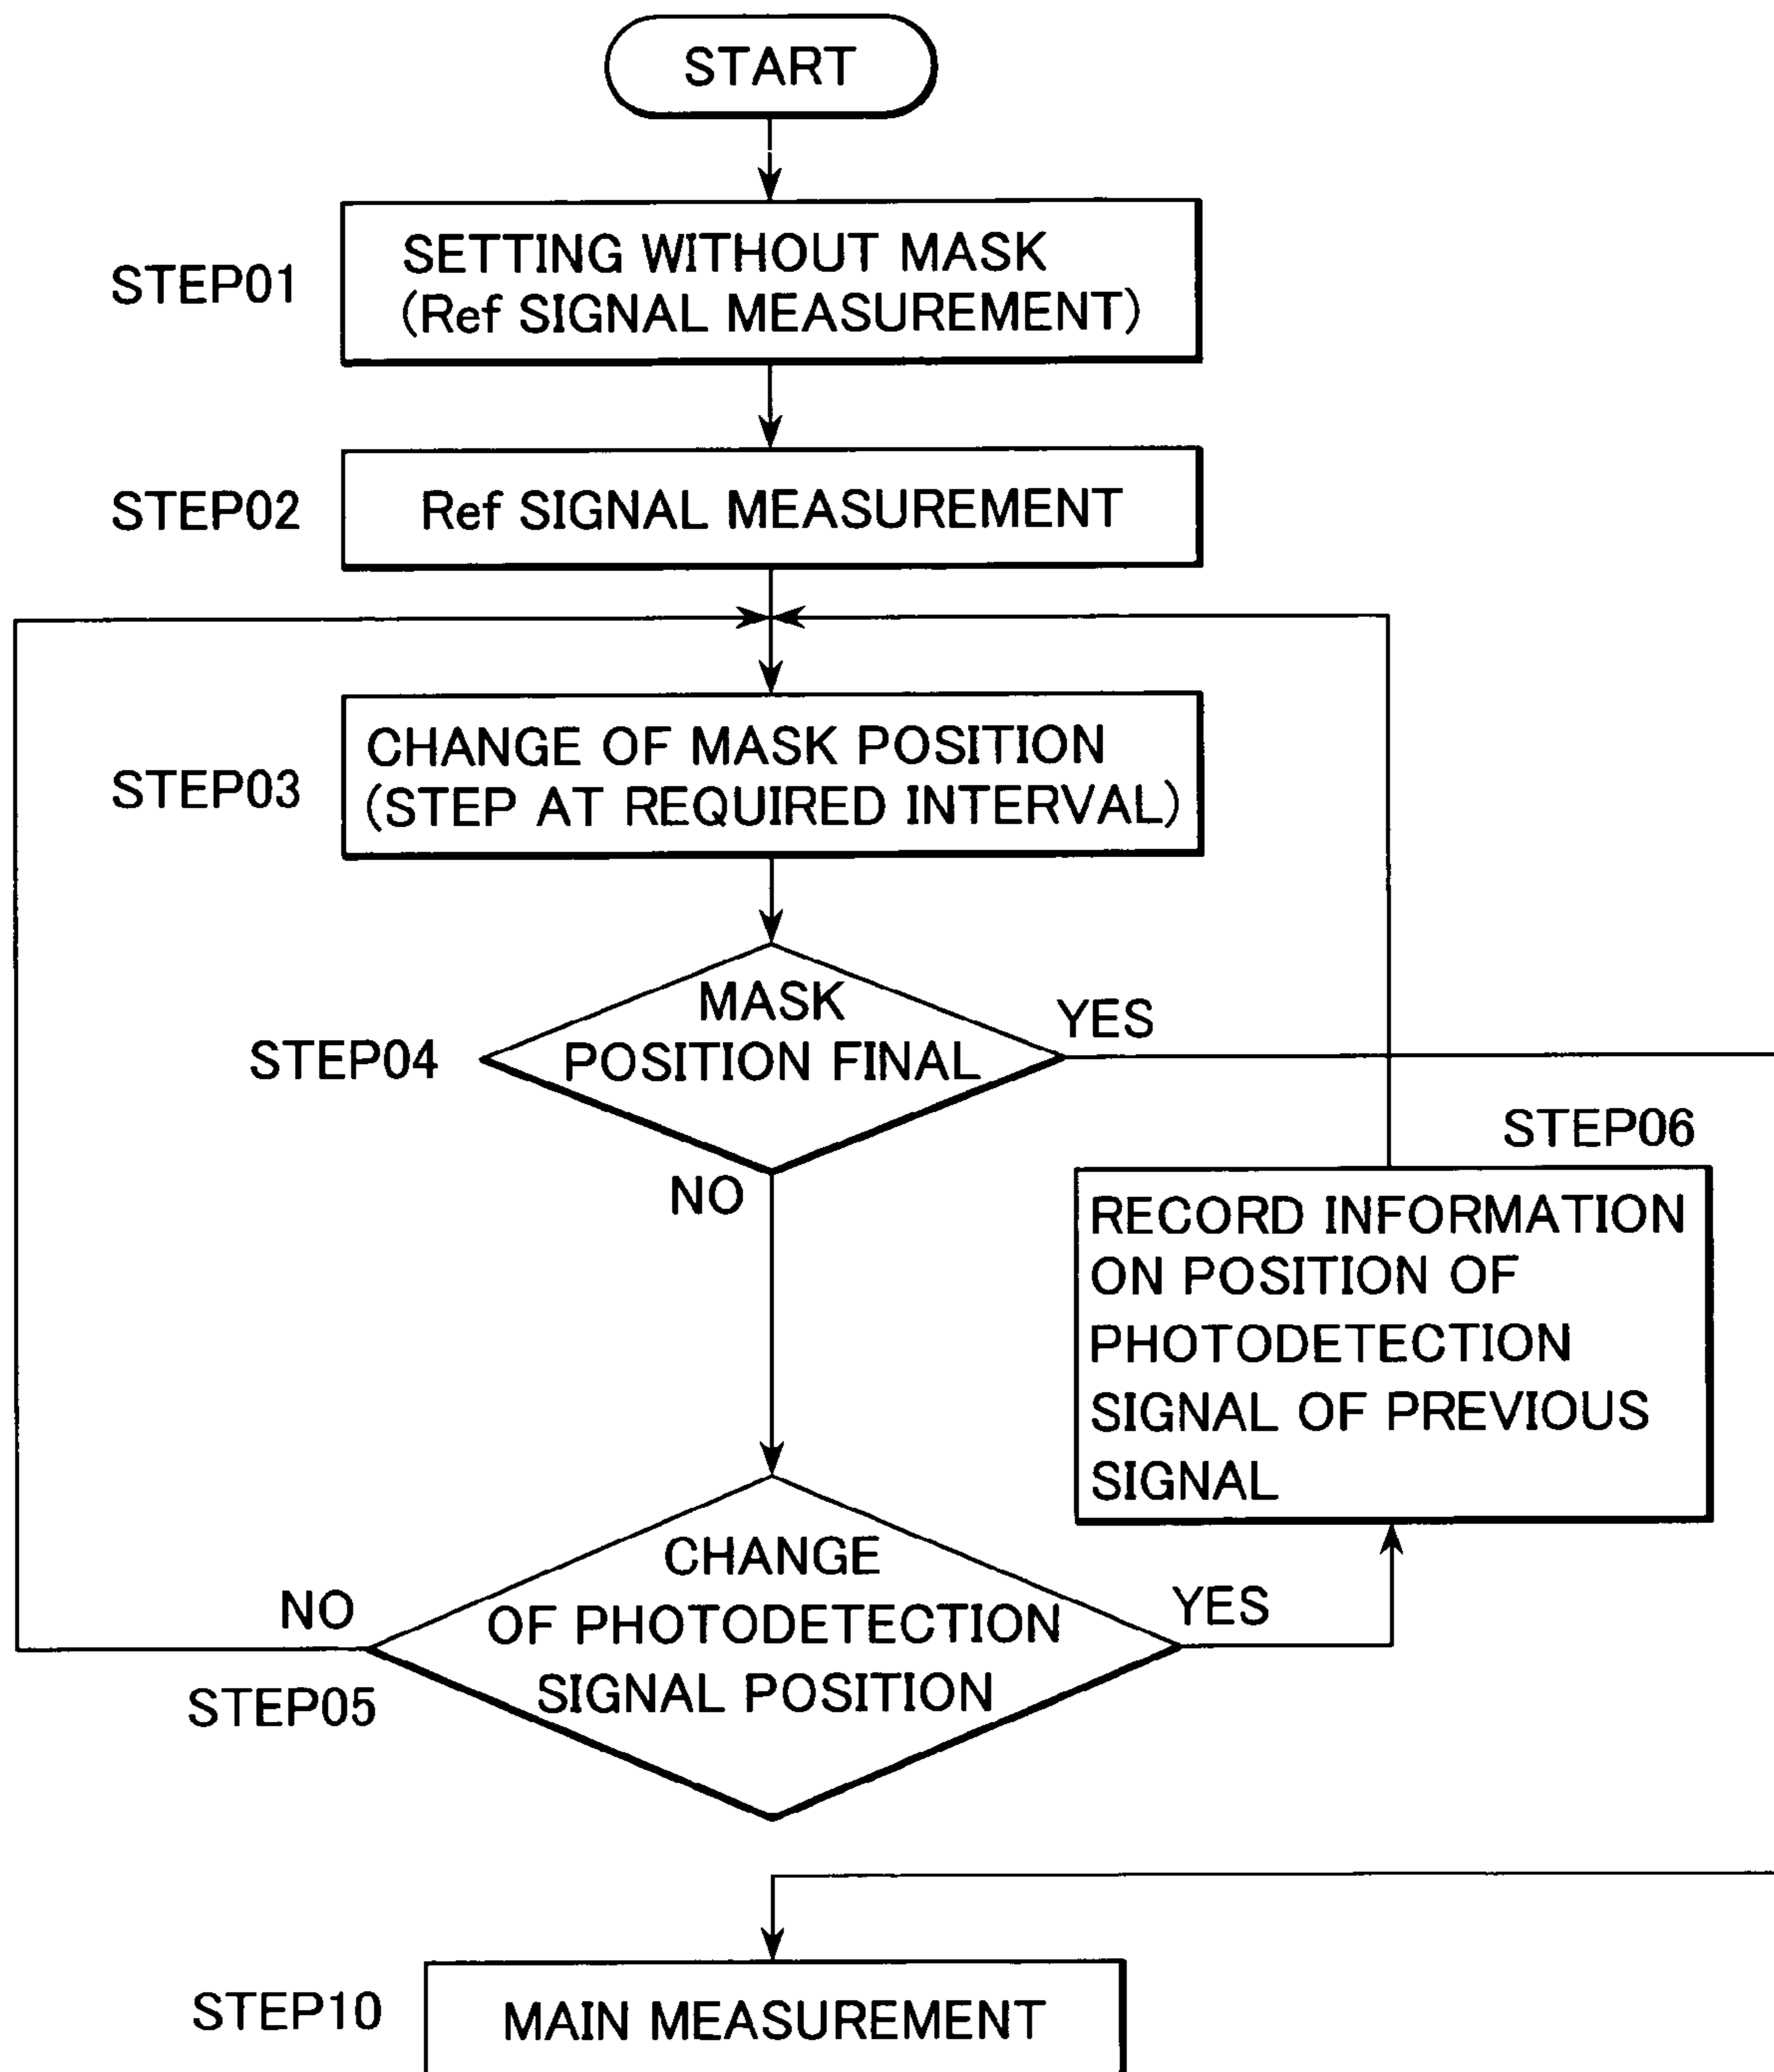 START
STEP01
SETTING WITHOUT MASK
(Ref SIGNAL MEASUREMENT)
STEP02
Ref SIGNAL MEASUREMENT
STEP03
CHANGE OF MASK POSITION
(STEP AT REQUIRED INTERVAL)
STEP04
MASK
POSITION FINAL
YES
NO
STEP06
RECORD INFORMATION
ON POSITION OF
PHOTODETECTION
SIGNAL OF PREVIOUS
SIGNAL
STEP05
CHANGE
OF PHOTODETECTION
SIGNAL POSITION
NO
YES
STEP10
MAIN MEASUREMENT